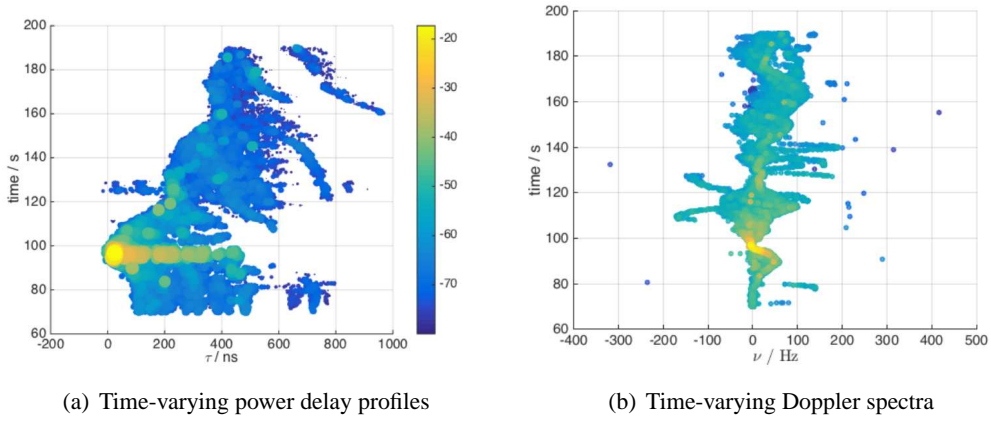 200
180
160
140
120
100
80
60
time / s
-200 0 200 400 600 800 1000
τ / ns
-20
-30
-40
-50
-60
-70
(a) Time-varying power delay profiles
200
180
160
140
120
100
80
60
time / s
-400 -300 -200 -100 0 100 200 300 400 500
ν / Hz
(b) Time-varying Doppler spectra